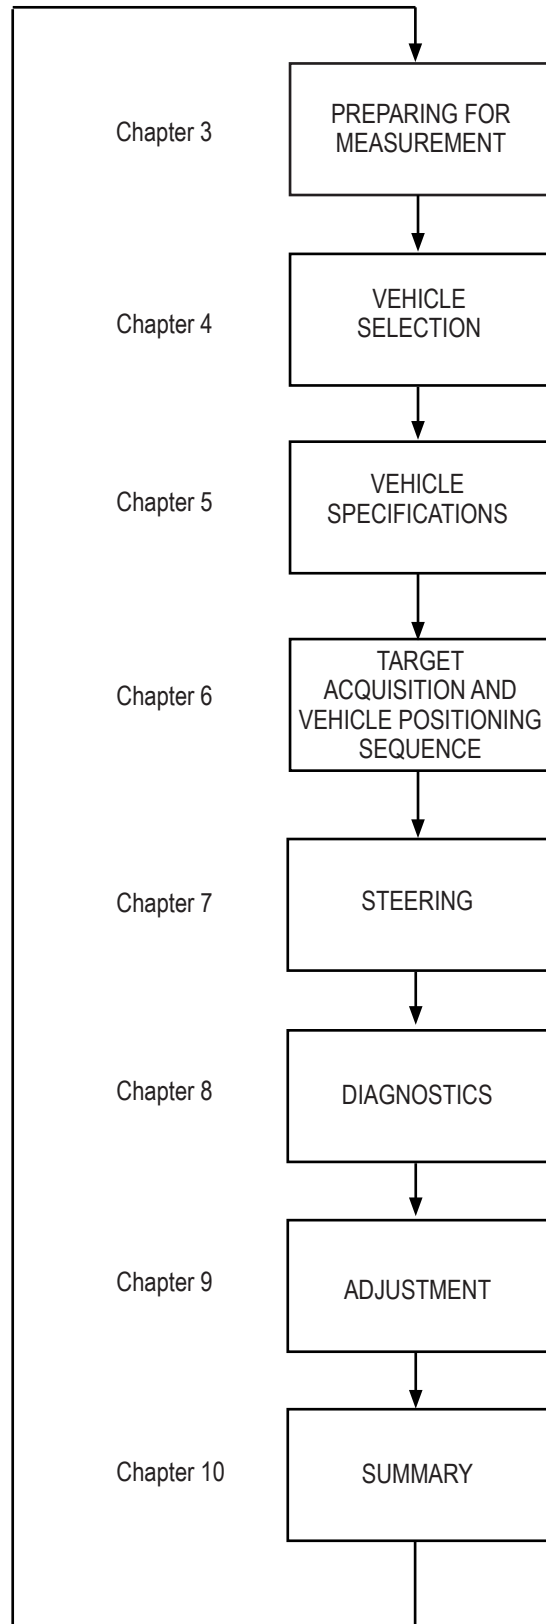 Chapter 3
PREPARING FOR
MEASUREMENT
Chapter 4
VEHICLE
SELECTION
Chapter 5
VEHICLE
SPECIFICATIONS
Chapter 6
TARGET
ACQUISITION AND
VEHICLE POSITIONING
SEQUENCE
Chapter 7
STEERING
Chapter 8
DIAGNOSTICS
Chapter 9
ADJUSTMENT
Chapter 10
SUMMARY